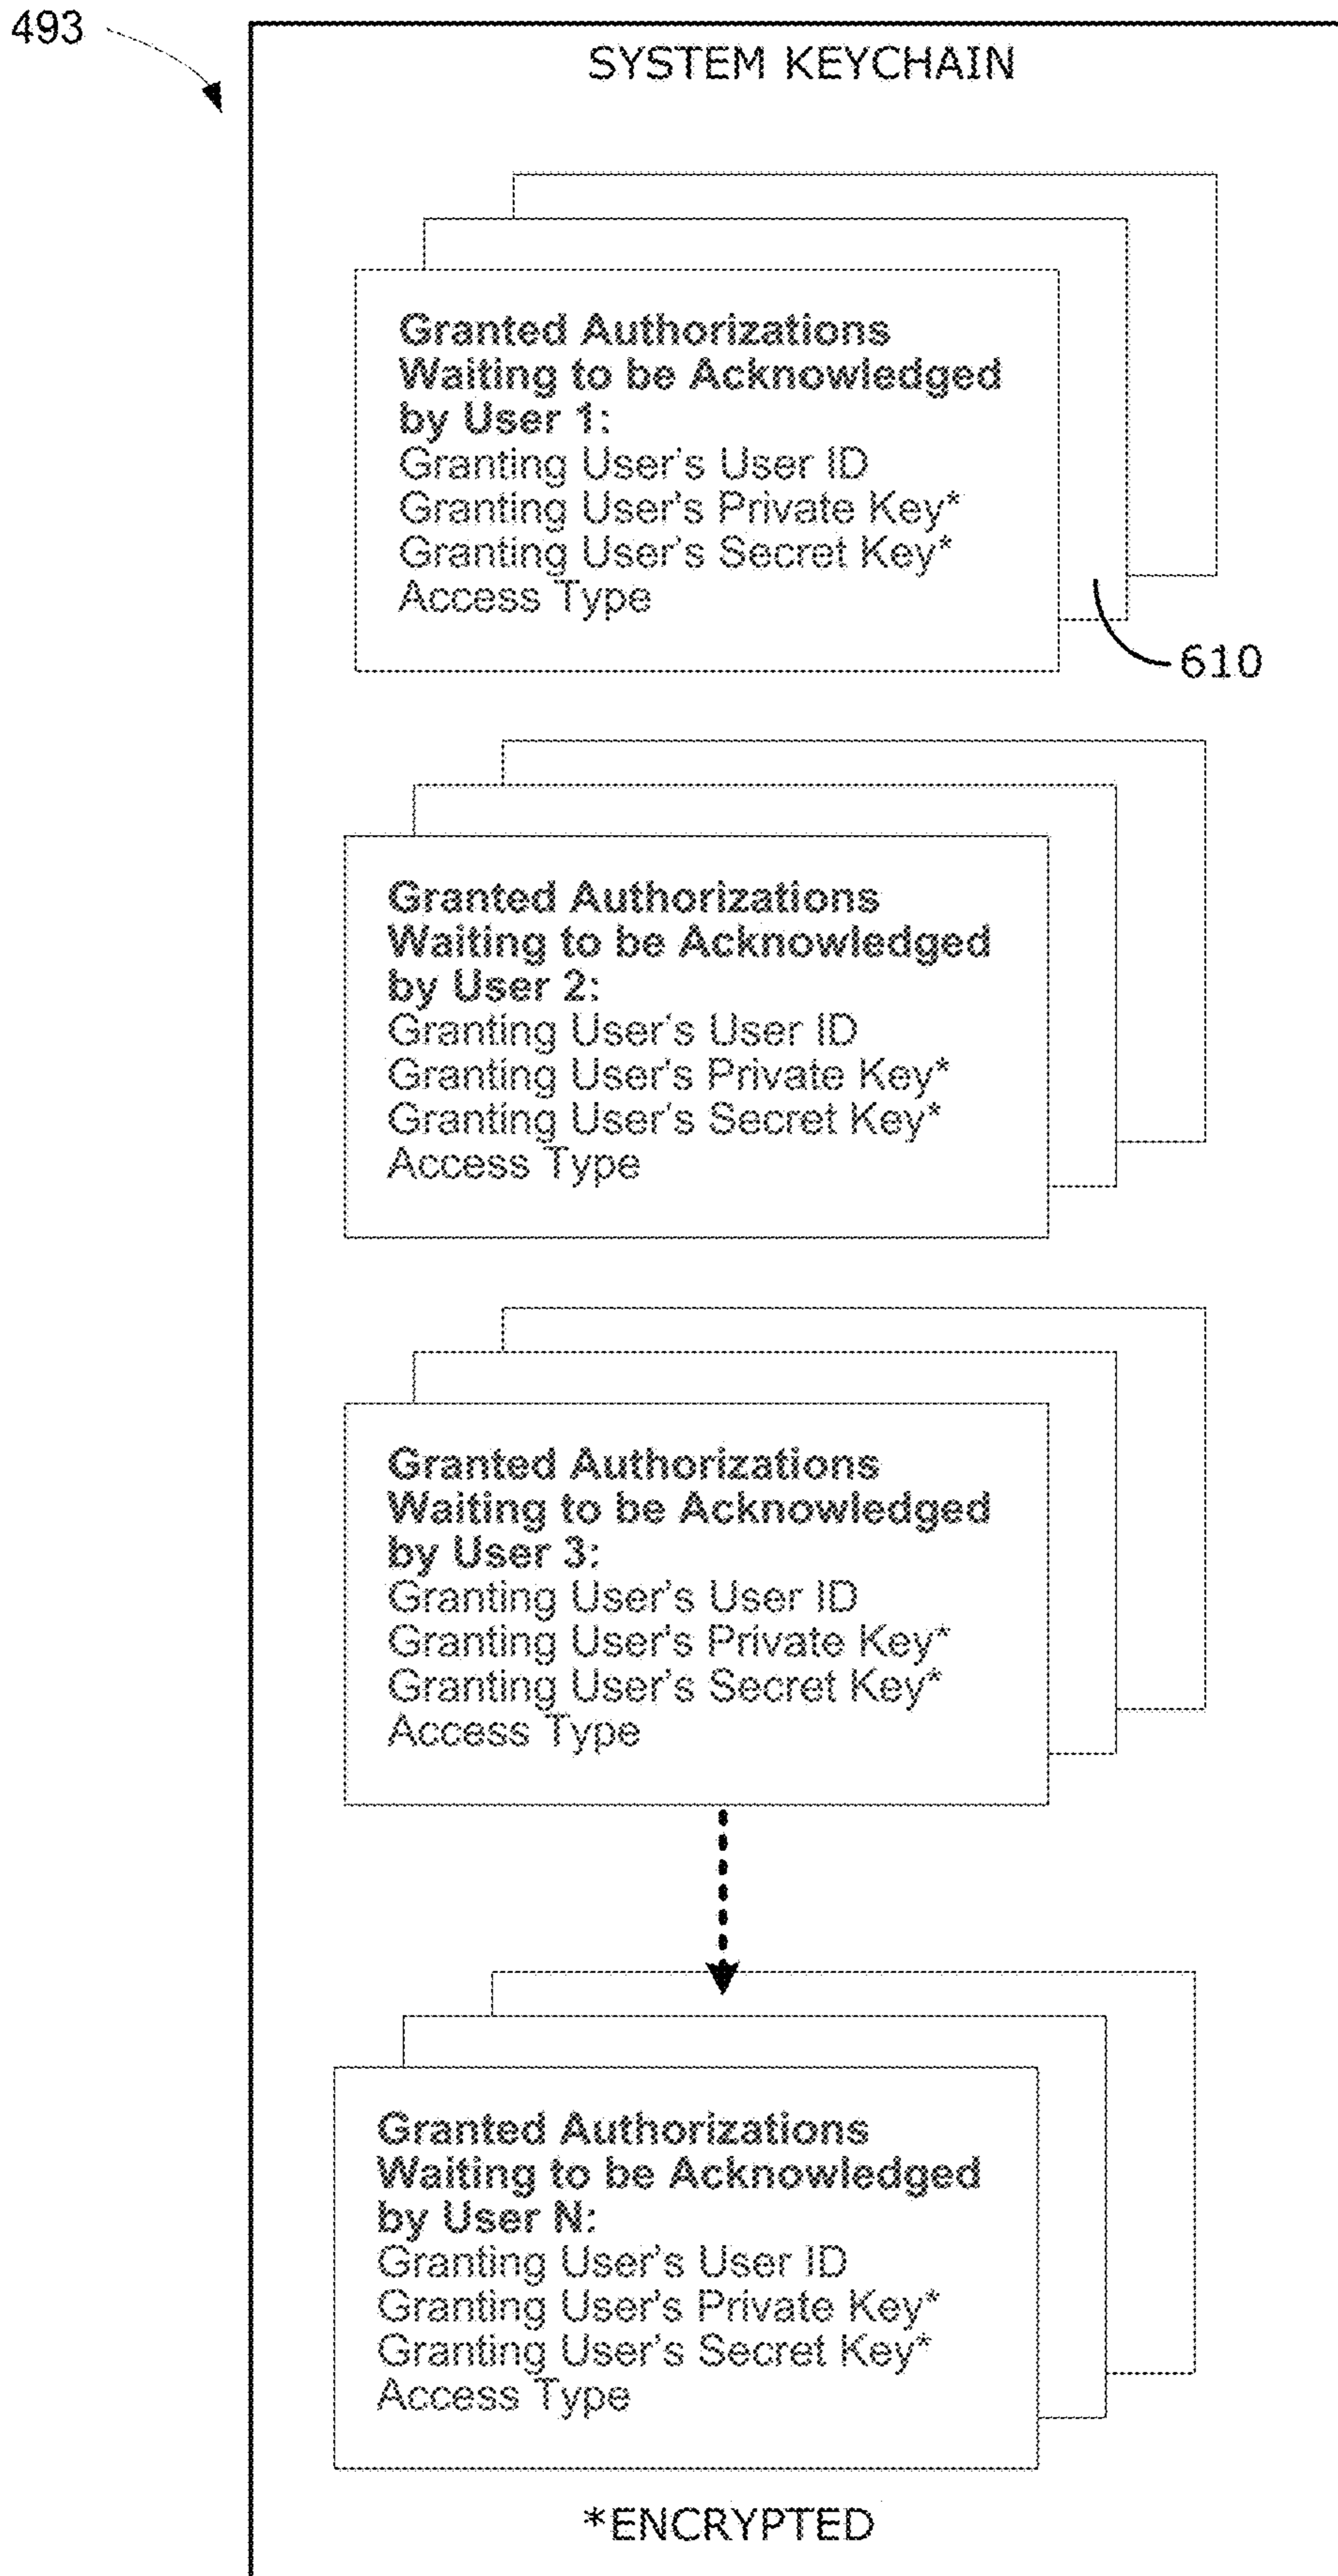 493
SYSTEM KEYCHAIN
Granted Authorizations
Waiting to be Acknowledged
by User 1:
Granting User's User ID
Granting User's Private Key*
Granting User's Secret Key*
Access Type
610
Granted Authorizations
Waiting to be Acknowledged
by User 2:
Granting User's User ID
Granting User's Private Key*
Granting User's Secret Key*
Access Type
Granted Authorizations
Waiting to be Acknowledged
by User 3:
Granting User's User ID
Granting User's Private Key*
Granting User's Secret Key*
Access Type
Granted Authorizations
Waiting to be Acknowledged
by User N:
Granting User's User ID
Granting User's Private Key*
Granting User's Secret Key*
Access Type
*ENCRYPTED